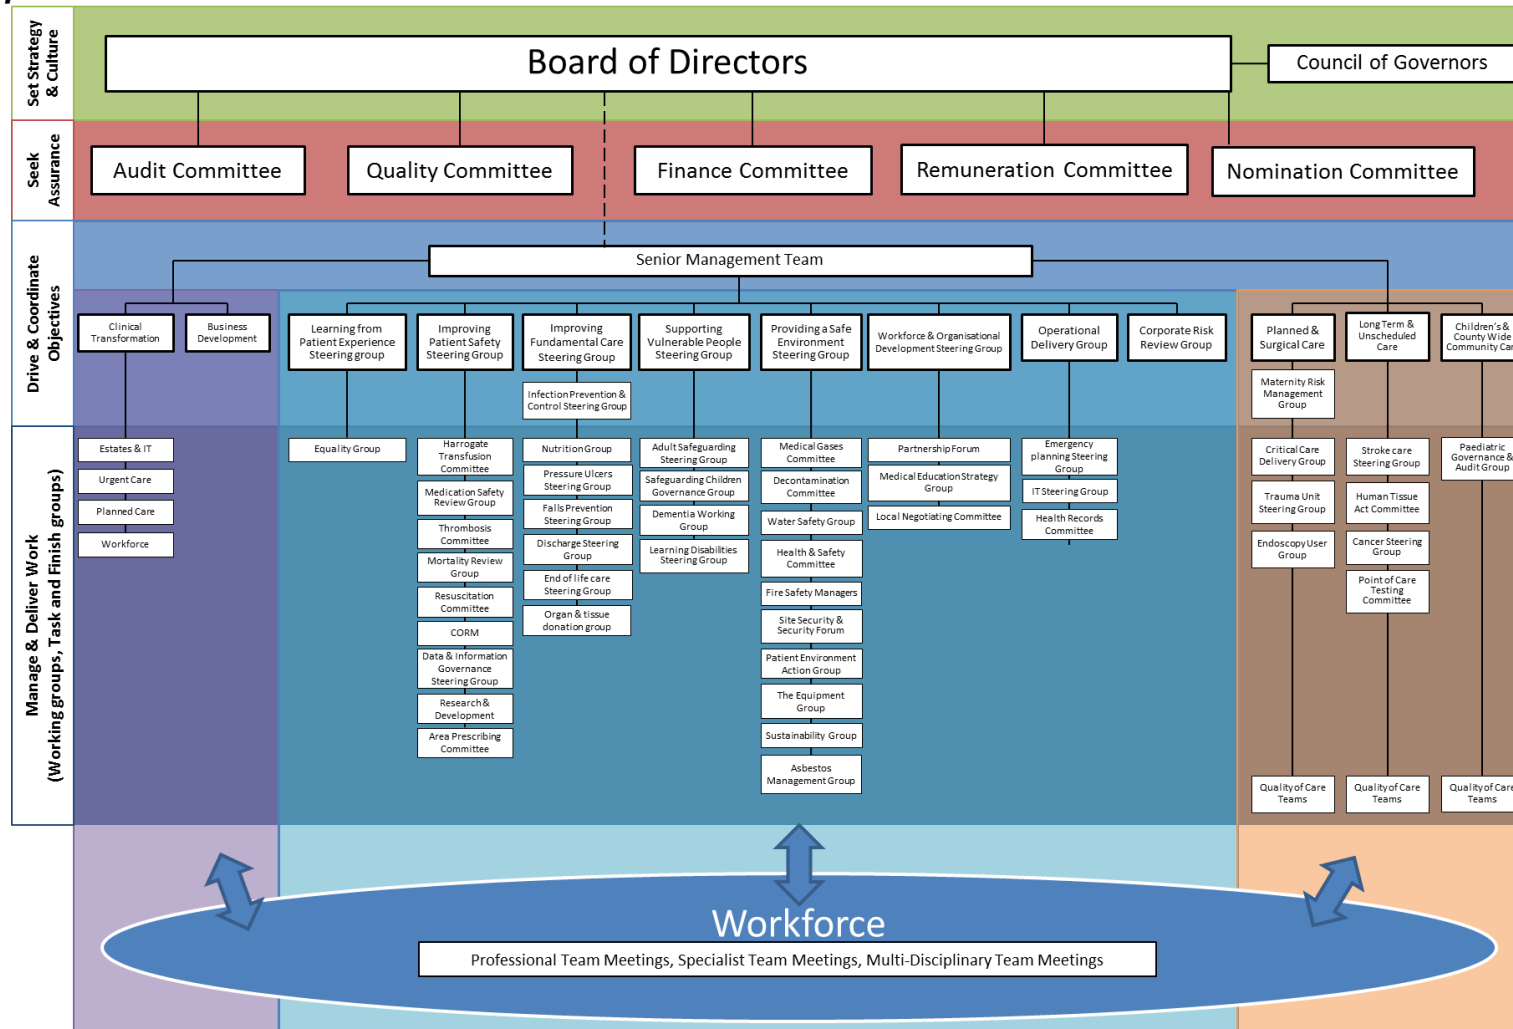 Set Strategy
& Culture
Board of Directors
Council of Governors
Seek
Assurance
Audit Committee
Quality Committee
Finance Committee
Remuneration Committee
Nomination Committee
Drive & Coordinate
Objectives
Senior Management Team
Clinical
Transformation
Business
Development
Learning from
Patient Experience
Steering group
Improving
Patient Safety
Steering Group
Improving
Fundamental Care
Steering Group
Supporting
Vulnerable People
Steering Group
Providing a Safe
Environment
Steering Group
Workforce & Organisational
Development Steering Group
Operational
Delivery Group
Corporate Risk
Review Group
Planned &
Surgical Care
Long Term &
Unscheduled
Care
Children's &
County Wide
Community Car
Infection Prevention &
Control Steering Group
Maternity Risk
Management
Group
Manage & Deliver Work
(Working groups, Task and Finish groups)
Estates & IT
Urgent Care
Planned Care
Workforce
Equality Group
Harrogate
Transfusion
Committee
Medication Safety
Review Group
Thrombosis
Committee
Mortality Review
Group
Resuscitation
Committee
CORM
Data & Information
Governance
Steering Group
Research &
Development
Area Prescribing
Committee
Nutrition Group
Pressure Ulcers
Steering Group
Falls Prevention
Steering Group
Discharge Steering
Group
End of life care
Steering Group
Organ & tissue
donation group
Adult Safeguarding
Steering Group
Safeguarding Children
Governance Group
Dementia Working
Group
Learning Disabilities
Steering Group
Medical Gases
Committee
Decontamination
Committee
Water Safety Group
Health & Safety
Committee
Fire Safety Managers
Site Security &
Security Forum
Patient Environment
Action Group
The Equipment
Group
Sustainability Group
Asbestos
Management Group
Partnership Forum
Medical Education Strategy
Group
Local Negotiating Committee
Emergency
planning Steering
Group
IT Steering Group
Health Records
Committee
Critical Care
Delivery Group
Trauma Unit
Steering Group
Endoscopy User
Group
Quality of Care
Teams
Stroke care
Steering Group
Human Tissue
Act Committee
Cancer Steering
Group
Point of Care
Testing
Committee
Quality of Care
Teams
Paediatric
Governance &
Audit Group
Quality of Care
Teams
Workforce
Professional Team Meetings, Specialist Team Meetings, Multi-Disciplinary Team Meetings